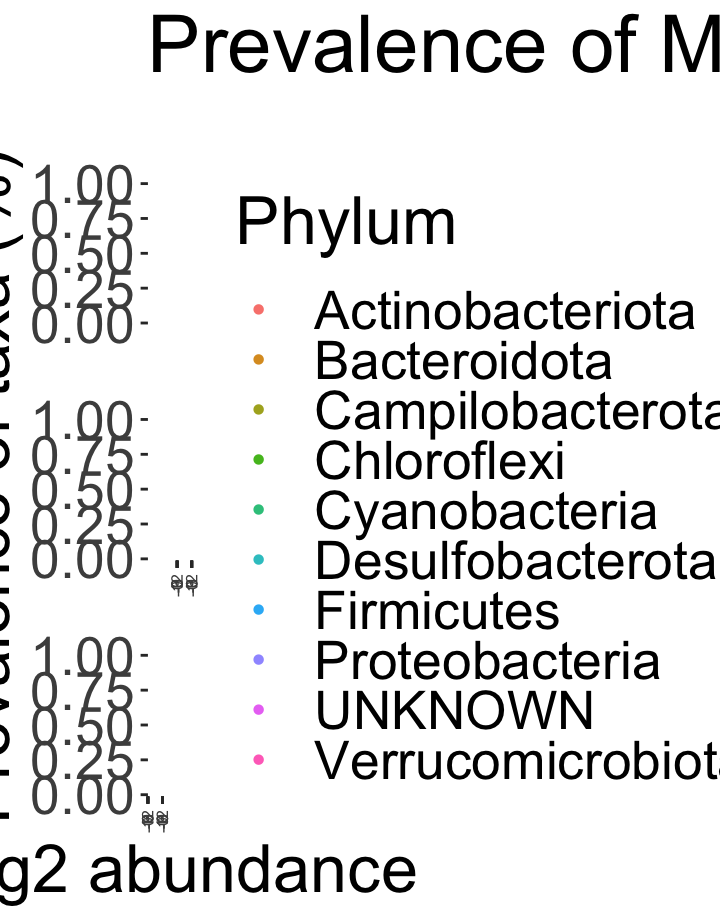 Prevalence of M
Phylum
Actinobacteriota
Bacteroidota
Campilobacterota
Chloroflexi
Cyanobacteria
Desulfobacterota
Firmicutes
Proteobacteria
UNKNOWN
Verrucomicrobiota
1.00
0.75
0.50
0.25
0.00
1.00
0.75
0.50
0.25
0.00
1.00
0.75
0.50
0.25
0.00
Prevalence of taxa (%)
g2 abundance